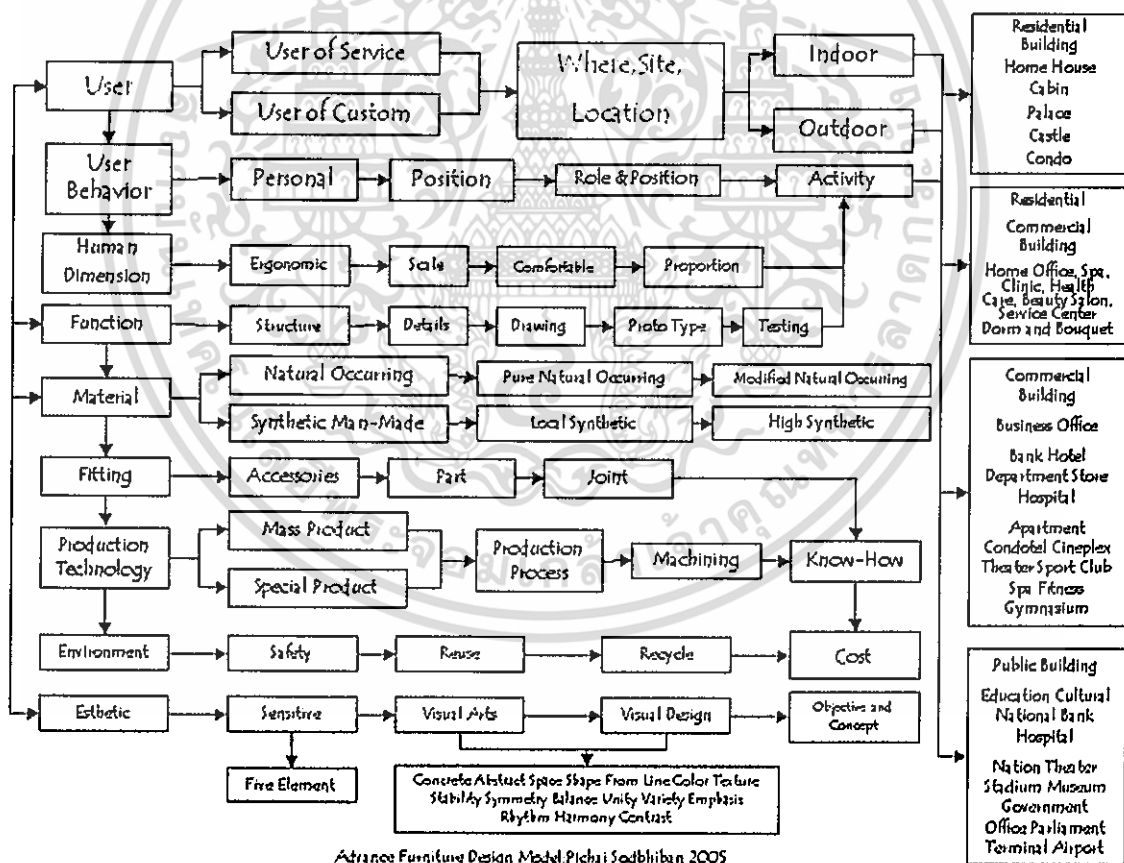 User
User of Service
User of Custom
Where,Site,
Location
Indoor
Outdoor
User
Behavior
Personal
Position
Role & Position
Activity
Human
Dimension
Ergonomic
Scale
Comfortable
Proportion
Function
Structure
Details
Drawing
Proto Type
Testing
Material
Natural Occurring
Pure Natural Occurring
Modified Natural Occuring
Synthetic Man-Made
Local Synthetic
High Synthetic
Fitting
Accessories
Part
Joint
Production
Technology
Mass Product
Special Product
Production
Process
Machining
Know-How
Environment
Safety
Reuse
Recycle
Cost
Esthetic
Sensitive
Visual Arts
Visual Design
Objective and
Concept
Five Element
Concrete Abstract Space Shape From Line Color Texture
Stability Symmetry Balance Unity Variety Emphasis
Rhythm Harmony Contrast
Residential
Building
Home House
Cabin
Palace
Castle
Condo
Residential
Commercial
Building
Home Office, Spa,
Clinic, Health
Care, Beauty Salon,
Service Center
Dorm and Bouquet
Commercial
Building
Business Office
Bank Hotel
Department Store
Hospital
Apartment
Condotel Cineplex
Theater Sport Club
Spa Fitness
Gymnasium
Public Building
Education Cultural
National Bank
Hospital
Nation Theater
Stadium Museum
Government
Office Parliament
Terminal Airport
Advance Furniture Design Model:Pichai Sodbhiban 2005